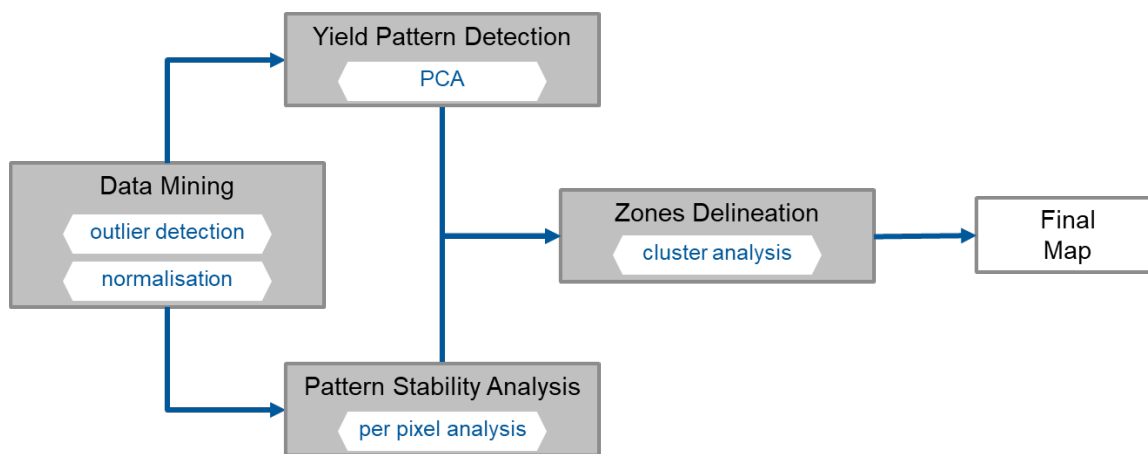 Yield Pattern Detection
PCA
Data Mining
outlier detection
normalisation
Zones Delineation
cluster analysis
Final
Map
Pattern Stability Analysis
per pixel analysis